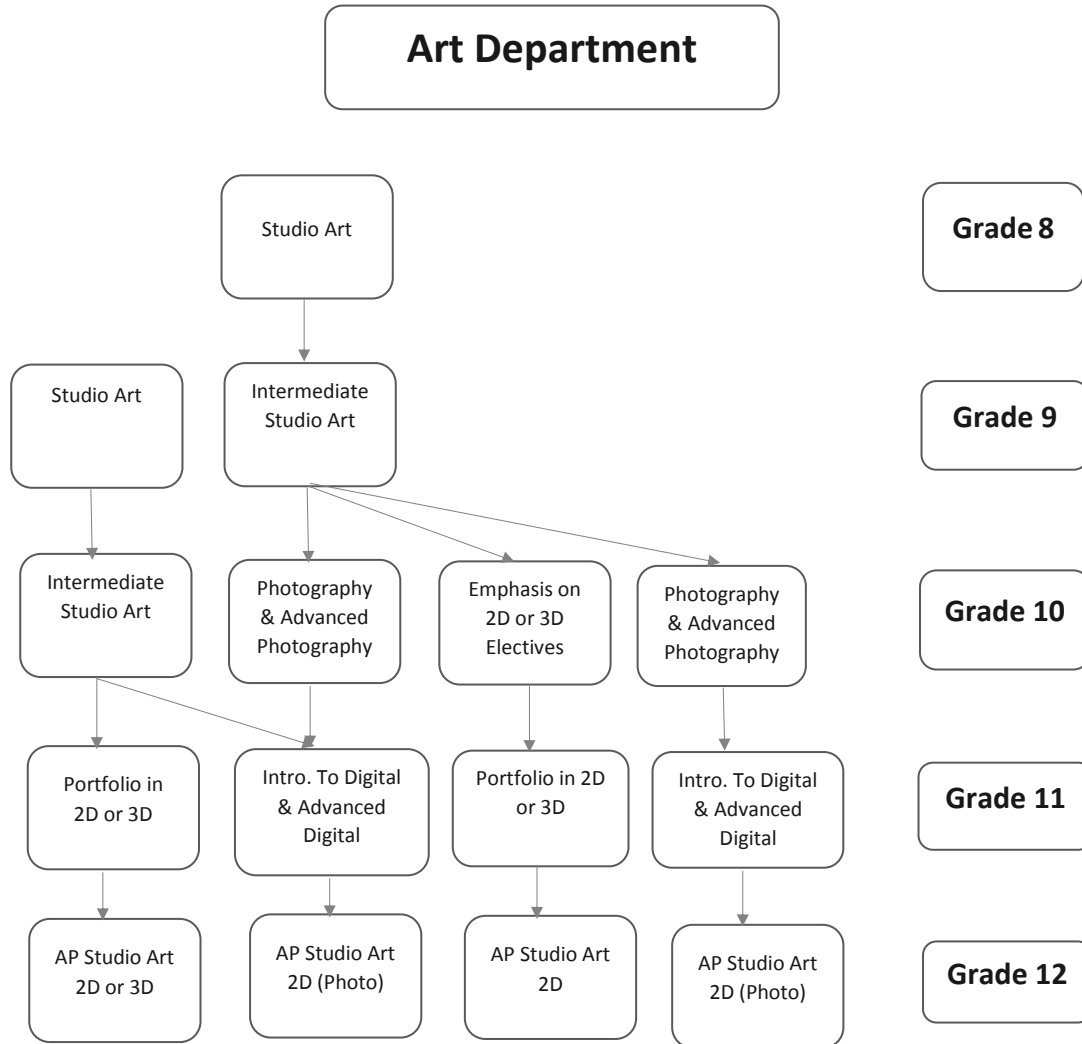 Art Department
Studio Art
Grade 8
Studio Art
Intermediate
Studio Art
Grade 9
Intermediate
Studio Art
Photography
& Advanced
Photography
Emphasis on
2D or 3D
Electives
Photography
& Advanced
Photography
Grade 10
Portfolio in
2D or 3D
Intro. To Digital
& Advanced
Digital
Portfolio in 2D
or 3D
Intro. To Digital
& Advanced
Digital
Grade 11
AP Studio Art
2D or 3D
AP Studio Art
2D (Photo)
AP Studio Art
2D
AP Studio Art
2D (Photo)
Grade 12